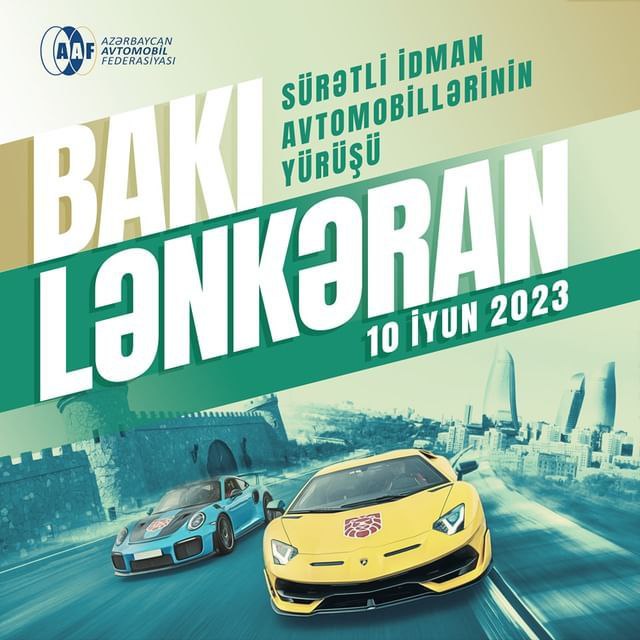 AAF
AZƏRBAYCAN
AVTOMOBİL
FEDERASİYASI
SÜRƏTLİ İDMAN
AVTOMOBİLLƏRİNİN
YÜRÜŞÜ
BAKI
LƏNKƏRAN
10 İYUN 2023